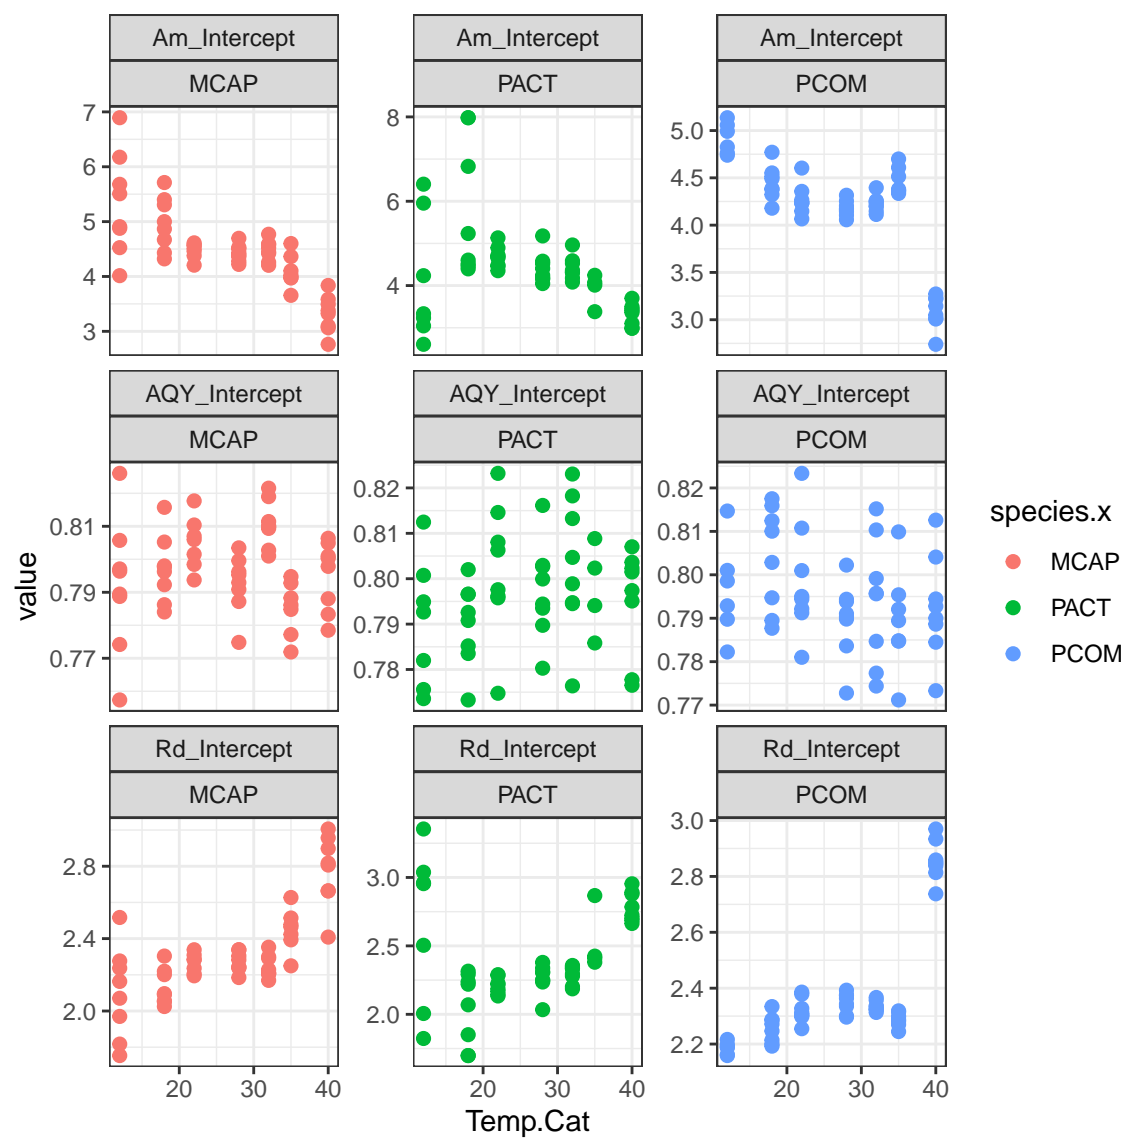 Am_Intercept Am_Intercept Am_Intercept
MCAP PACT PCOM
7
6
5
4
3
8
6
4
5.0
4.5
4.0
3.5
3.0
AQY_Intercept AQY_Intercept AQY_Intercept
MCAP PACT PCOM
0.81
0.79
0.77
0.82
0.81
0.80
0.79
0.78
0.82
0.81
0.80
0.79
0.78
0.77
value
Rd_Intercept Rd_Intercept Rd_Intercept
MCAP PACT PCOM
2.8
2.4
2.0
3.0
2.5
2.0
3.0
2.8
2.6
2.4
2.2
20 30 40 20 30 40 20 30 40
Temp.Cat
species.x
MCAP
PACT
PCOM